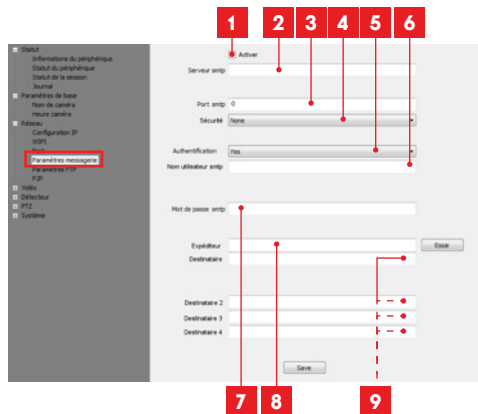 1 2 3 4 5 6
Statut
Informations du périphérique
Statut du périphérique
Statut de la session
Journal
Paramètres de base
Nom de caméra
Heure caméra
Réseau
Configuration IP
WIFI
Paramètres messagerie
Paramètres FTP
P2P
Vidéo
Détecteur
PTZ
Système
Activer
Serveur smtp
Port smtp 0
Sécurité None
Authentification Yes
Nom utilisateur smtp
Mot de passe smtp
Expéditeur Essai
Destinataire
Destinataire 2
Destinataire 3
Destinataire 4
Save
7 8 9